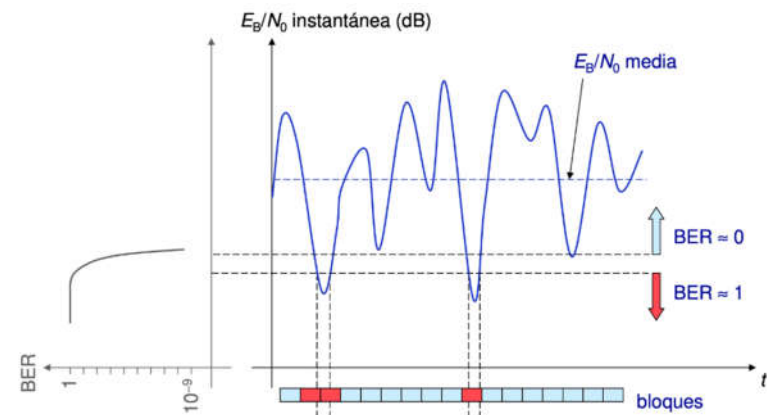 E_B/N_0 instantánea (dB)
E_B/N_0 media
BER ≈ 0
BER ≈ 1
BER
1
10^-9
t
bloques